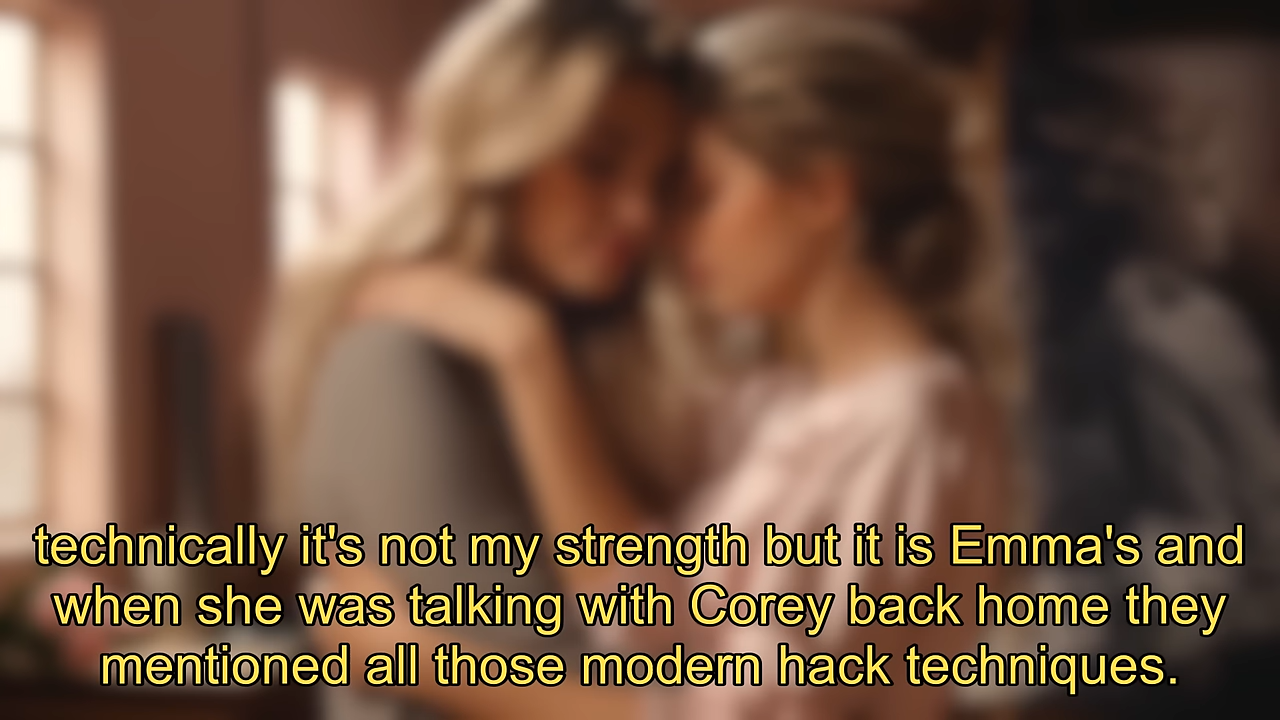 technically it's not my strength but it is Emma's and
when she was talking with Corey back home they
mentioned all those modern hack techniques.